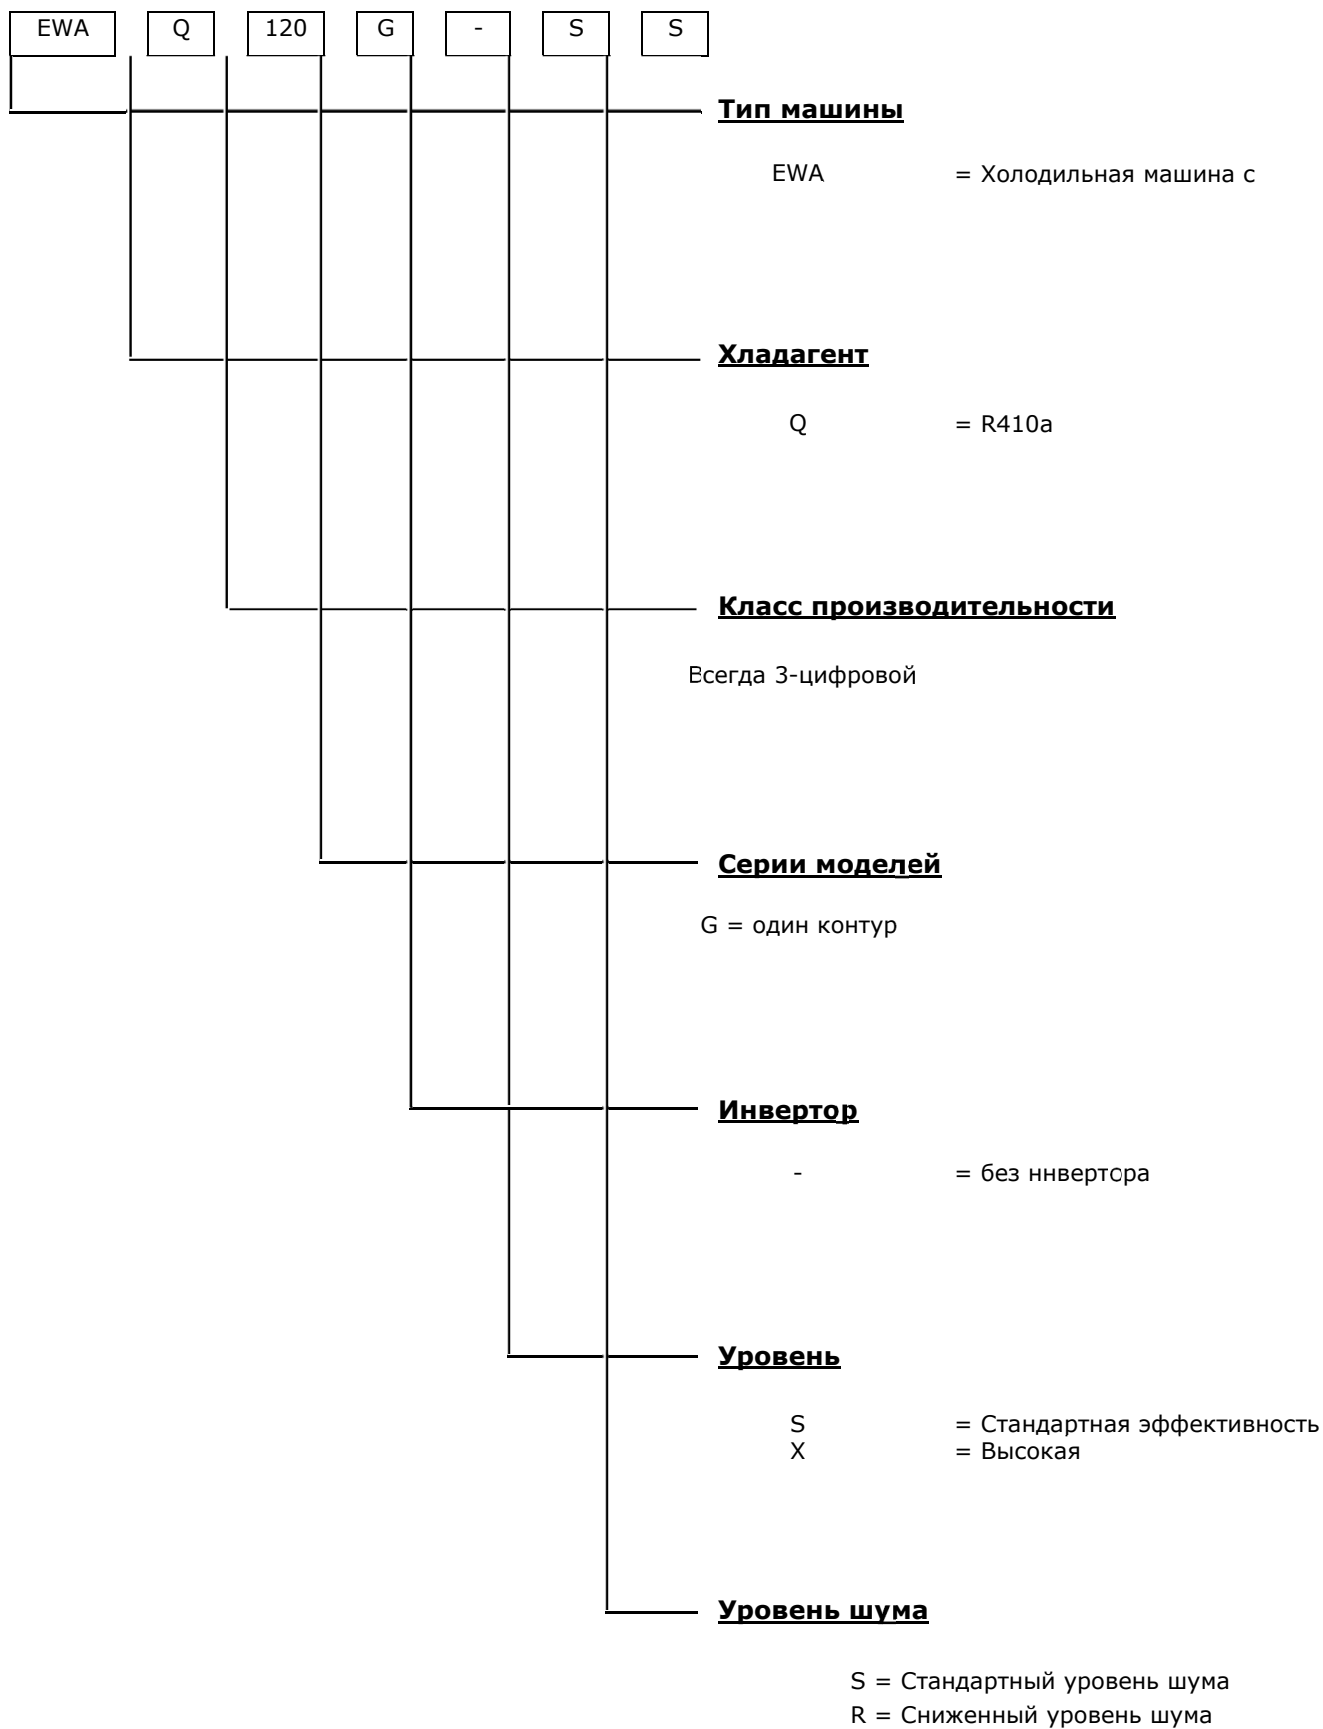 EWA Q 120 G - S S
Тип машины
EWA = Холодильная машина с
Хладагент
Q = R410a
Класс производительности
Всегда 3-цифровой
Серии моделей
G = один контур
Инвертор
- = без ннвертора
Уровень
S = Стандартная эффективность
X = Высокая
Уровень шума
S = Стандартный уровень шума
R = Сниженный уровень шума